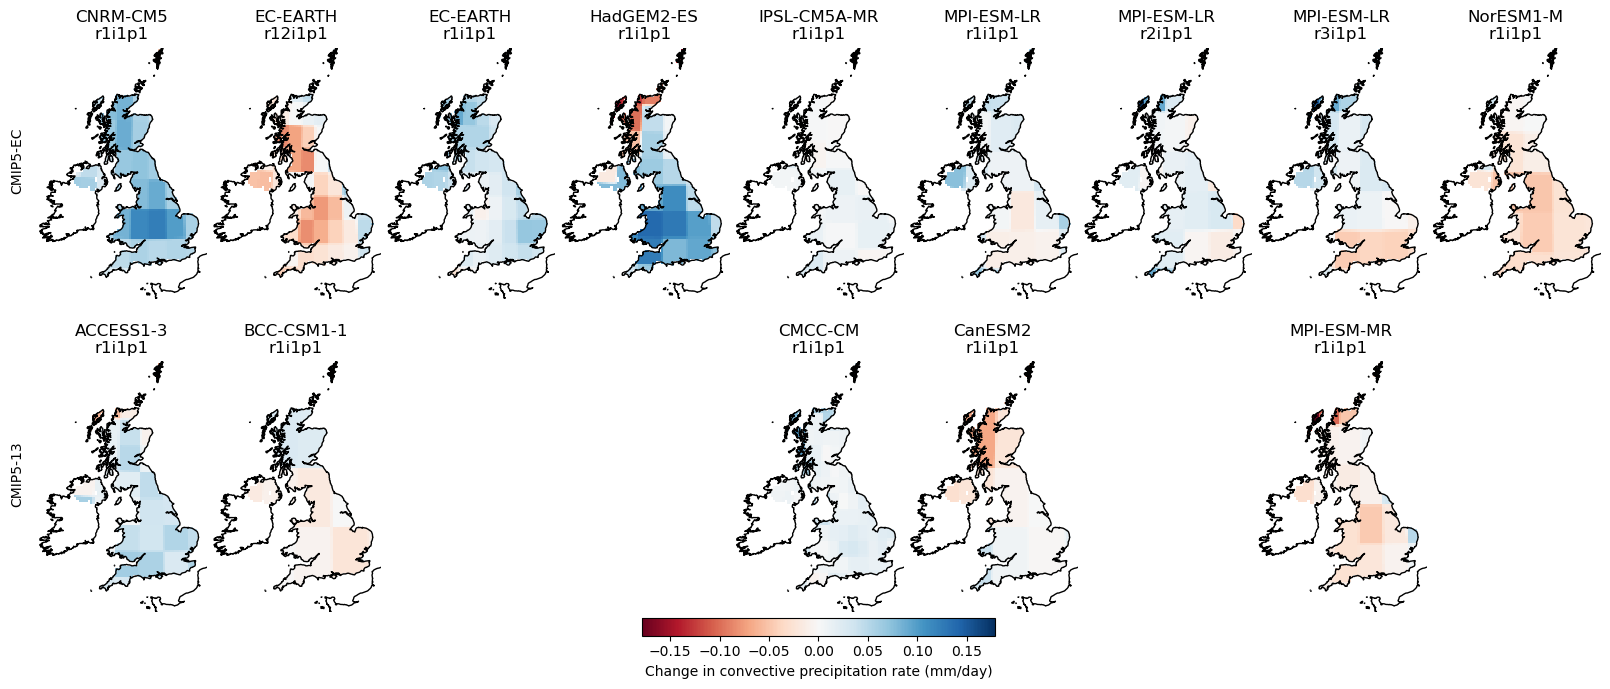 CNRM-CM5
r1i1p1
EC-EARTH
r12i1p1
EC-EARTH
r1i1p1
HadGEM2-ES
r1i1p1
IPSL-CM5A-MR
r1i1p1
MPI-ESM-LR
r1i1p1
MPI-ESM-LR
r2i1p1
MPI-ESM-LR
r3i1p1
NorESM1-M
r1i1p1
CMIP5-EC
ACCESS1-3
r1i1p1
BCC-CSM1-1
r1i1p1
CMCC-CM
r1i1p1
CanESM2
r1i1p1
MPI-ESM-MR
r1i1p1
CMIP5-13
−0.15 −0.10 −0.05 0.00 0.05 0.10 0.15
Change in convective precipitation rate (mm/day)